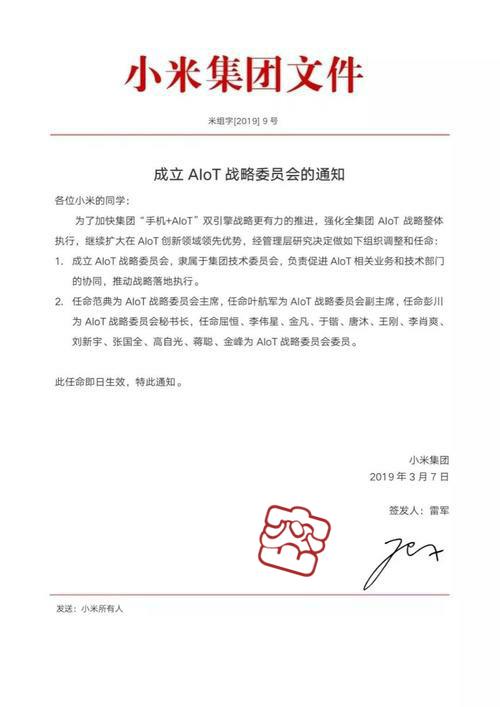 小米集团文件
米组字[2019] 9 号
成立 AIoT 战略委员会的通知
各位小米的同学：
为了加快集团“手机+AIoT”双引擎战略更有力的推进，强化全集团 AIoT 战略整体
执行，继续扩大在 AIoT 创新领域领先优势，经管理层研究决定做如下组织调整和任命：
1. 成立 AIoT 战略委员会，隶属于集团技术委员会，负责促进 AIoT 相关业务和技术部门
的协同，推动战略落地执行。
2. 任命范典为 AIoT 战略委员会主席，任命叶航军为 AIoT 战略委员会副主席，任命彭川
为 AIoT 战略委员会秘书长，任命屈恒、李伟星、金凡、于锴、唐沐、王刚、李肖爽、
刘新宇、张国全、高自光、蒋聪、金峰为 AIoT 战略委员会委员。
此任命即日生效，特此通知。
小米集团
2019 年 3 月 7 日
签发人：雷军
发送：小米所有人